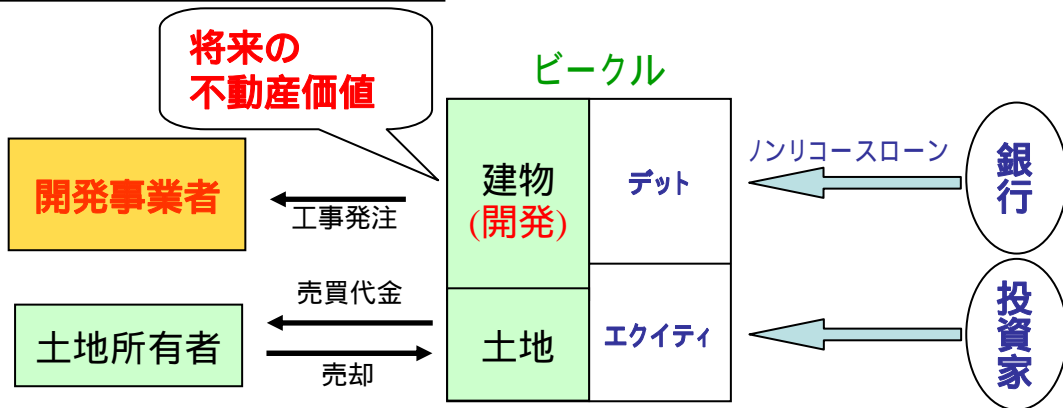 将来の
不動産価値
ビークル
開発事業者
工事発注
建物
(開発)
デット
ノンリコースローン
銀行
売買代金
土地所有者
売却
土地
エクイティ
投資家